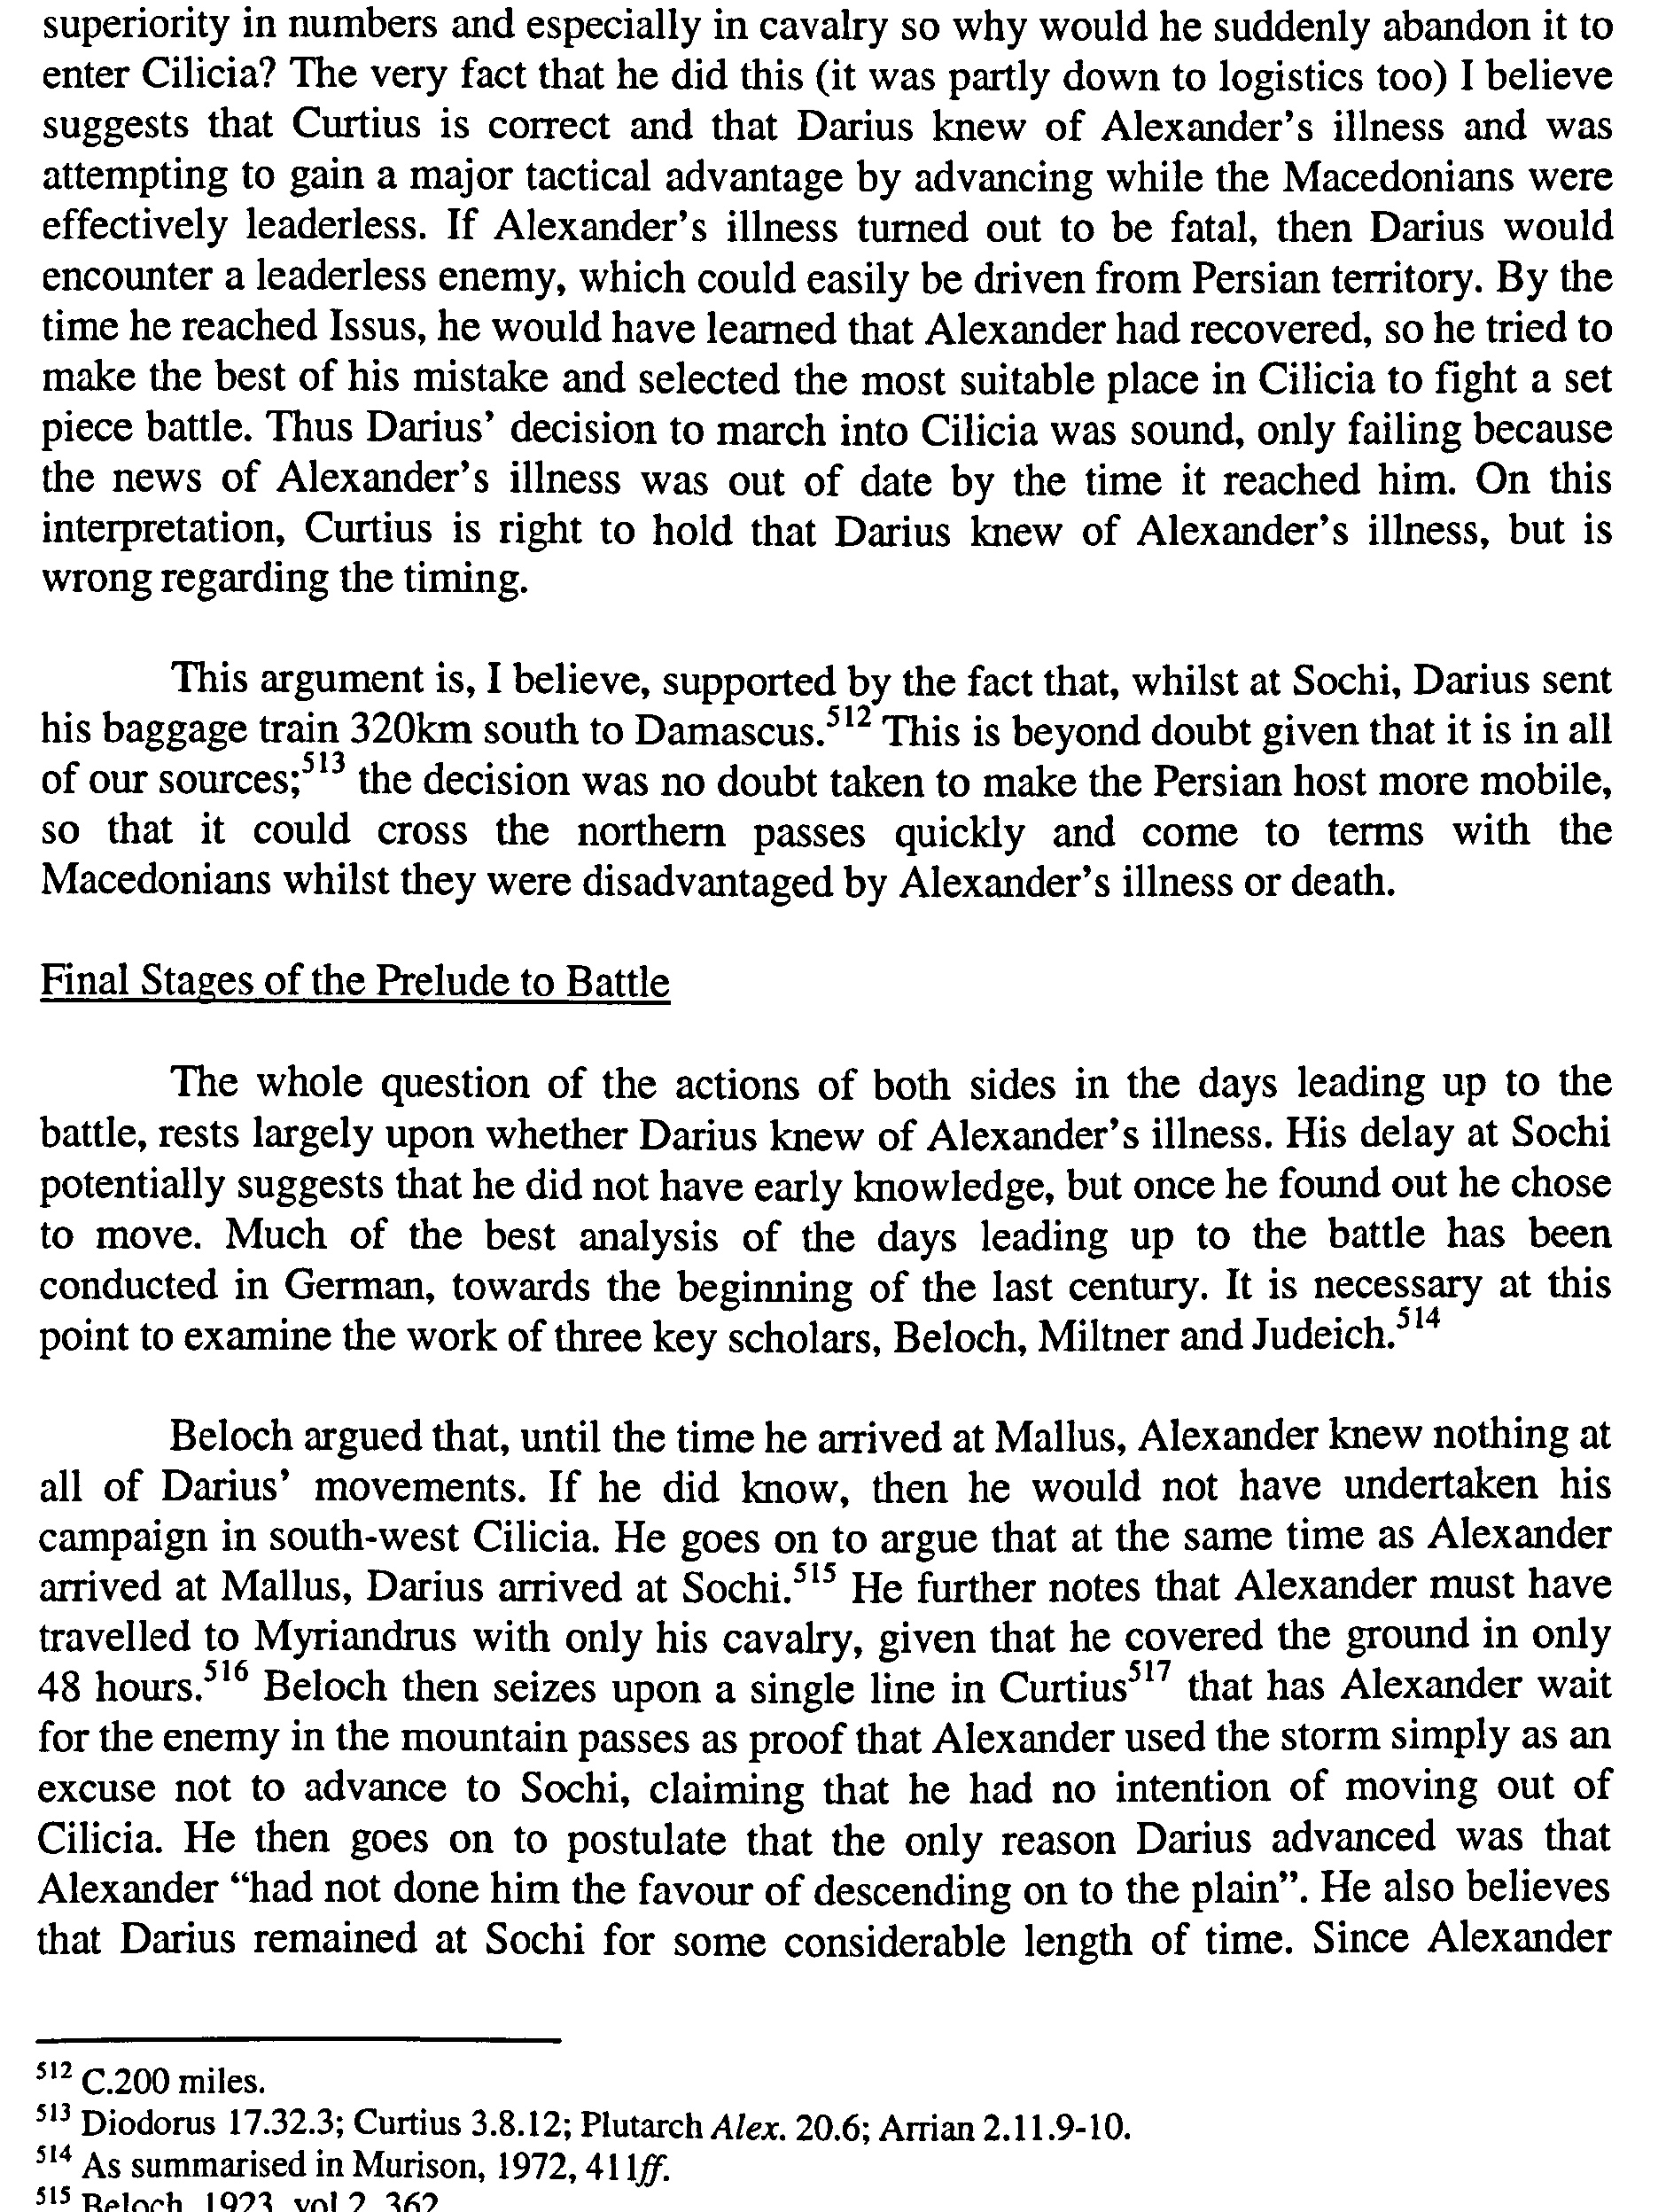 superiority in numbers and especially in cavalry so why would he suddenly abandon it to
enter Cilicia? The very fact that he did this (it was partly down to logistics too) I believe
suggests that Curtius is correct and that Darius knew of Alexander's illness and was
attempting to gain a major tactical advantage by advancing while the Macedonians were
effectively leaderless. If Alexander's illness turned out to be fatal, then Darius would
encounter a leaderless enemy, which could easily be driven from Persian territory. By the
time he reached Issus, he would have learned that Alexander had recovered, so he tried to
make the best of his mistake and selected the most suitable place in Cilicia to fight a set
piece battle. Thus Darius' decision to march into Cilicia was sound, only failing because
the news of Alexander's illness was out of date by the time it reached him. On this
interpretation, Curtius is right to hold that Darius knew of Alexander's illness, but is
wrong regarding the timing.
This argument is, I believe, supported by the fact that, whilst at Sochi, Darius sent
his baggage train 320km south to Damascus.512 This is beyond doubt given that it is in all
of our sources;513 the decision was no doubt taken to make the Persian host more mobile,
so that it could cross the northern passes quickly and come to terms with the
Macedonians whilst they were disadvantaged by Alexander's illness or death.
Final Stages of the Prelude to Battle
The whole question of the actions of both sides in the days leading up to the
battle, rests largely upon whether Darius knew of Alexander's illness. His delay at Sochi
potentially suggests that he did not have early knowledge, but once he found out he chose
to move. Much of the best analysis of the days leading up to the battle has been
conducted in German, towards the beginning of the last century. It is necessary at this
point to examine the work of three key scholars, Beloch, Miltner and Judeich.514
Beloch argued that, until the time he arrived at Mallus, Alexander knew nothing at
all of Darius' movements. If he did know, then he would not have undertaken his
campaign in south-west Cilicia. He goes on to argue that at the same time as Alexander
arrived at Mallus, Darius arrived at Sochi.515 He further notes that Alexander must have
travelled to Myriandrus with only his cavalry, given that he covered the ground in only
48 hours.516 Beloch then seizes upon a single line in Curtius517 that has Alexander wait
for the enemy in the mountain passes as proof that Alexander used the storm simply as an
excuse not to advance to Sochi, claiming that he had no intention of moving out of
Cilicia. He then goes on to postulate that the only reason Darius advanced was that
Alexander “had not done him the favour of descending on to the plain”. He also believes
that Darius remained at Sochi for some considerable length of time. Since Alexander
512 C.200 miles.
513 Diodorus 17.32.3; Curtius 3.8.12; Plutarch Alex. 20.6; Arrian 2.11.9-10.
514 As summarised in Murison, 1972, 411ff.
515 Beloch, 1923, vol 2, 362